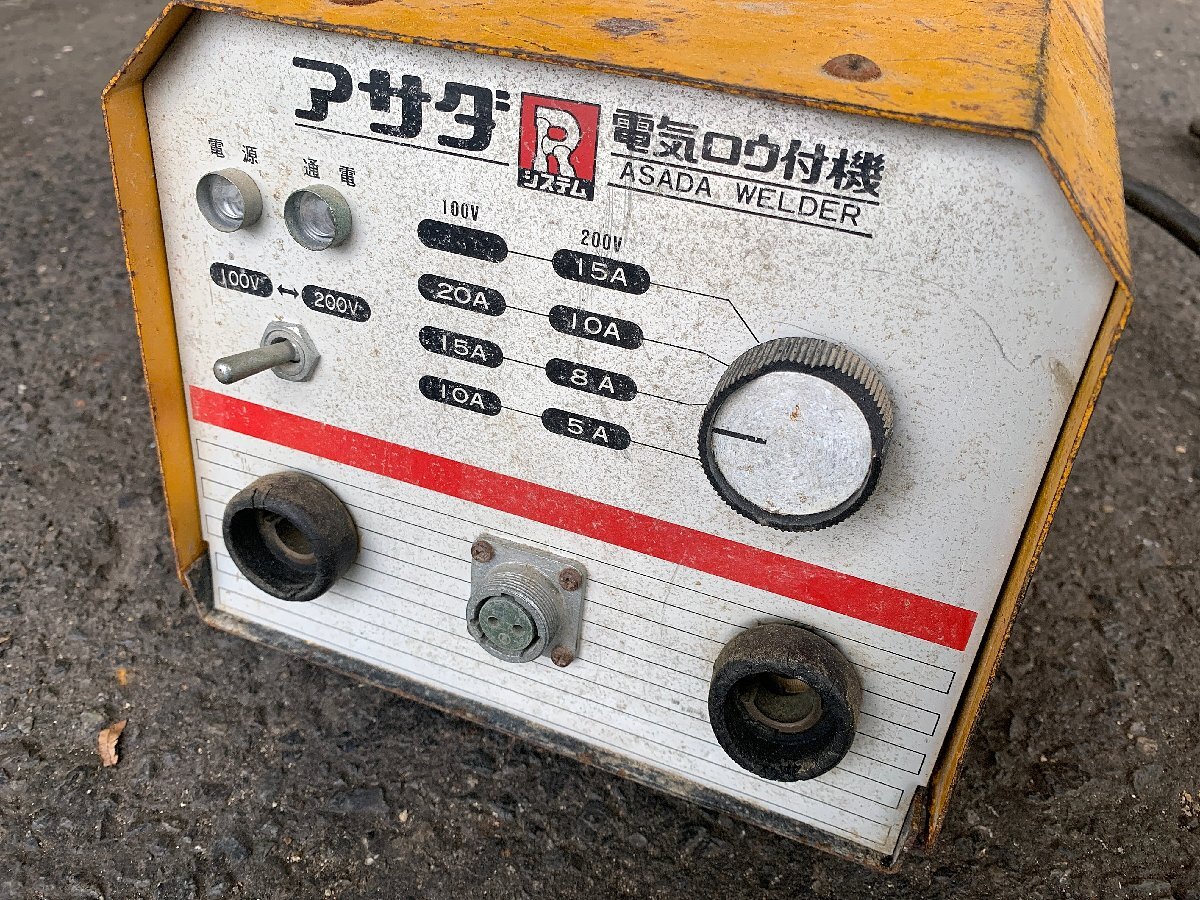 アサダ
R
システム
電気ロウ付機
ASADA WELDER
電源
通電
100V ↔ 200V
100V
200V
15A
20A
10A
15A
8A
10A
5A